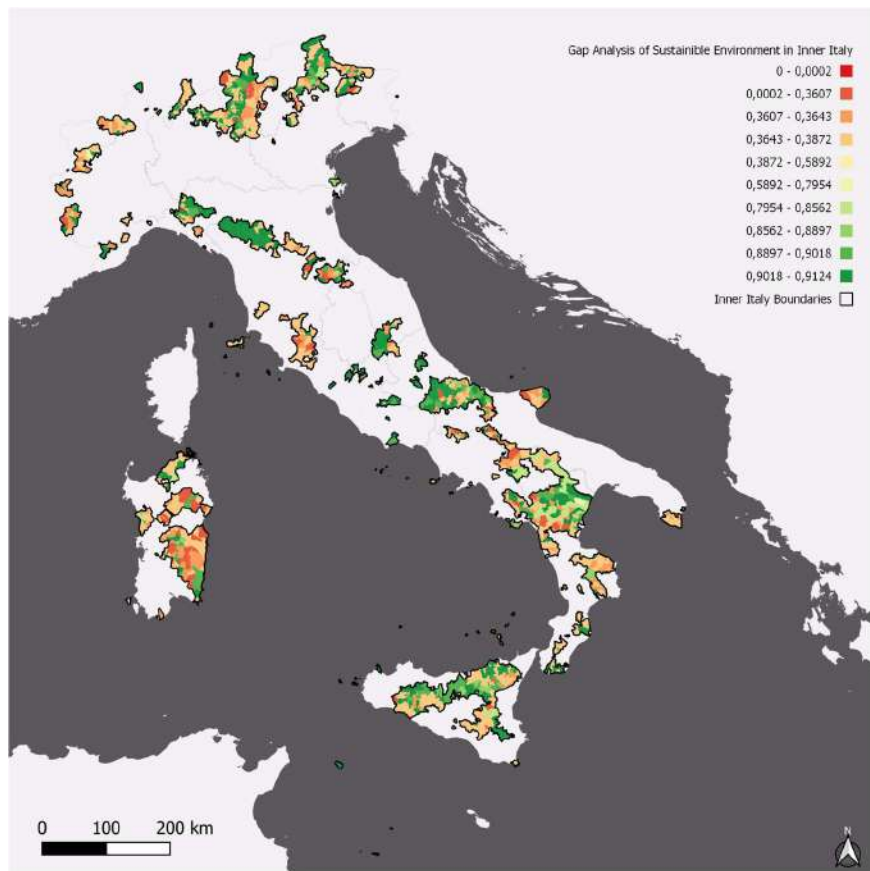 Gap Analysis of Sustainible Environment in Inner Italy
0 - 0,0002
0,0002 - 0,3607
0,3607 - 0,3643
0,3643 - 0,3872
0,3872 - 0,5892
0,5892 - 0,7954
0,7954 - 0,8562
0,8562 - 0,8897
0,8897 - 0,9018
0,9018 - 0,9124
Inner Italy Boundaries
0 100 200 km
N